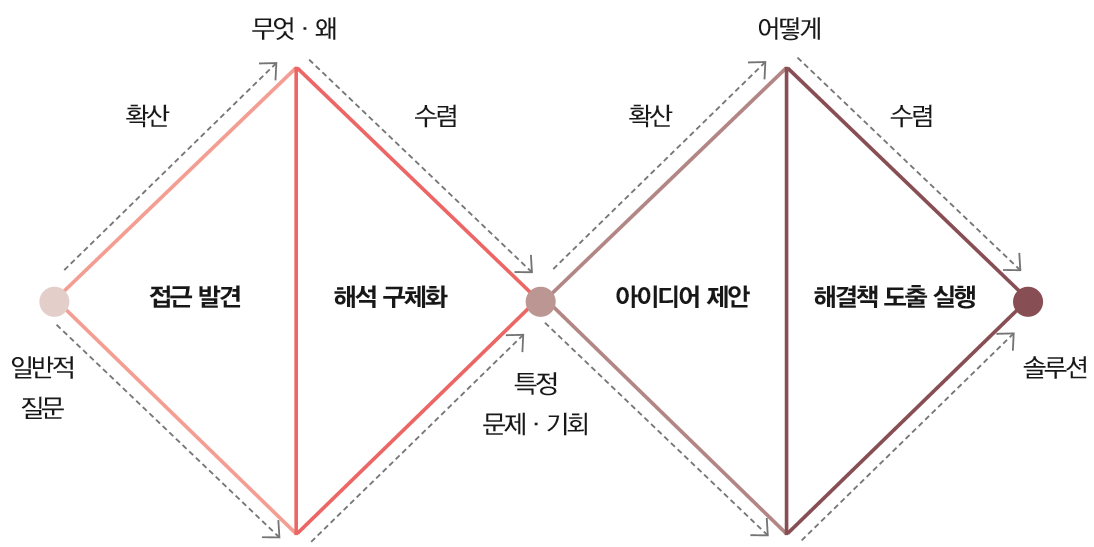 무엇 · 왜
어떻게
확산
수렴
확산
수렴
접근 발견
해석 구체화
아이디어 제안
해결책 도출 실행
일반적
질문
특정
문제 · 기회
솔루션